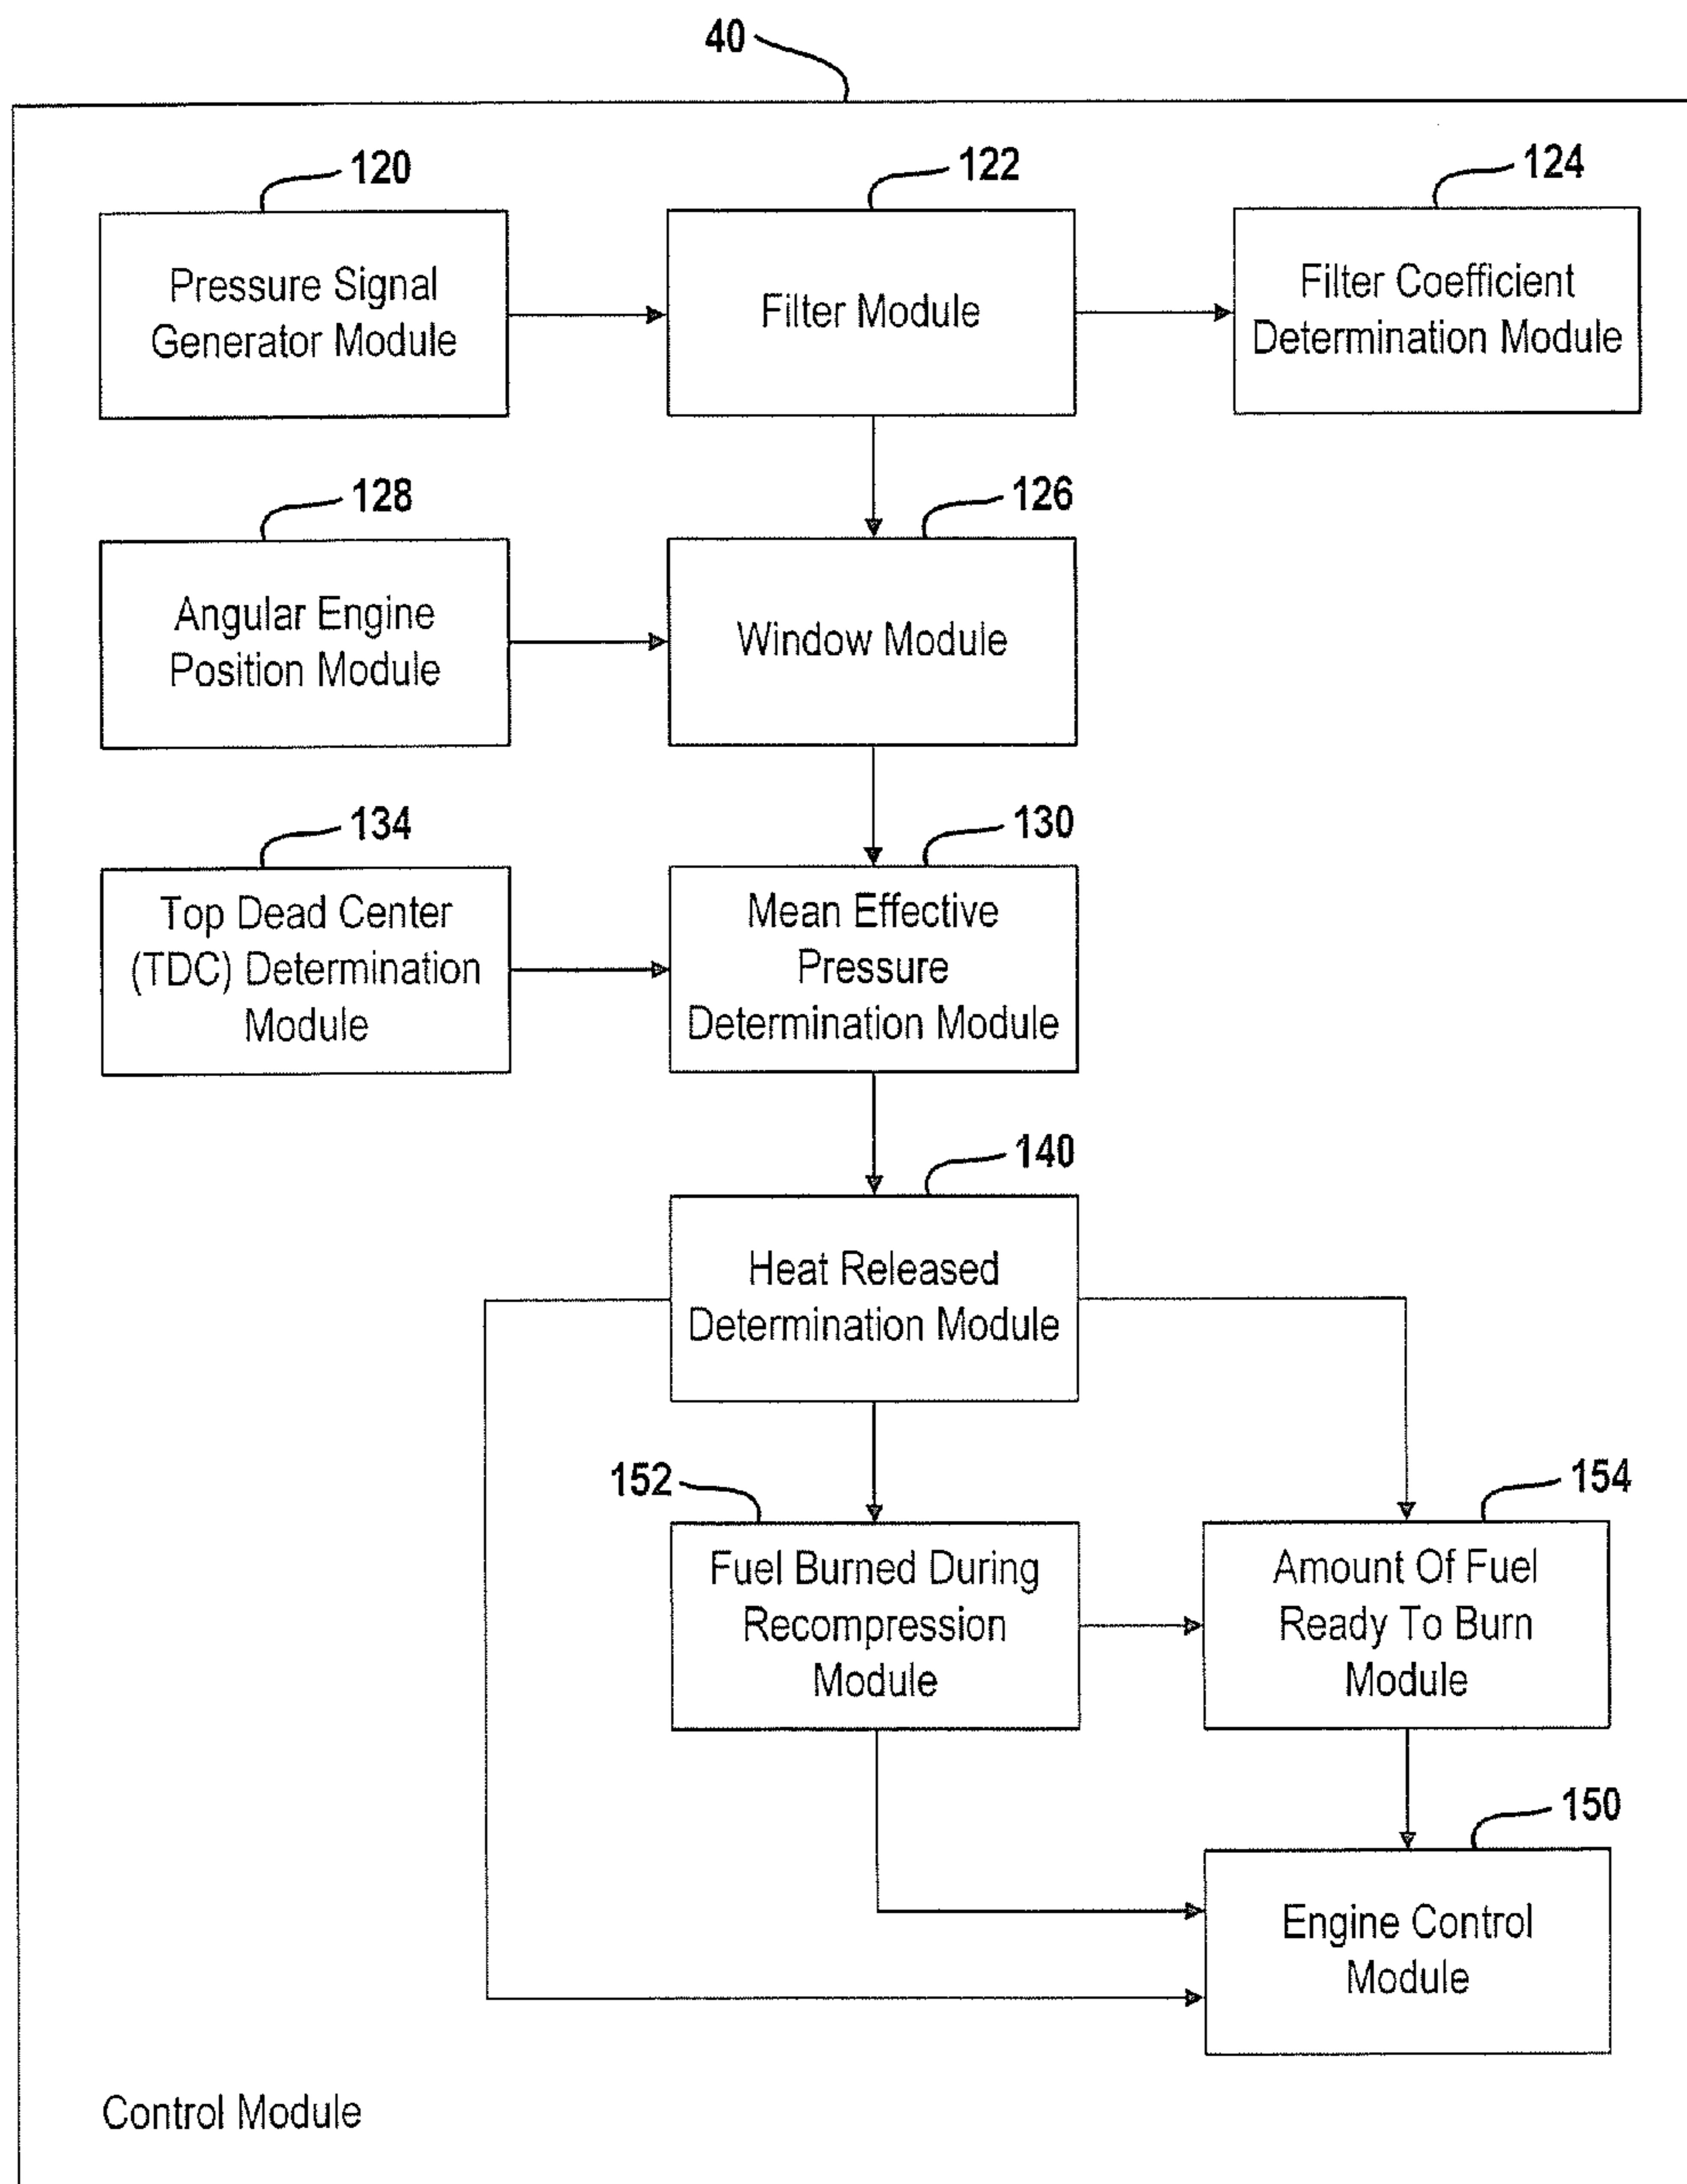 40
120
122
124
Pressure Signal
Generator Module
Filter Module
Filter Coefficient
Determination Module
128
126
Angular Engine
Position Module
Window Module
134
130
Top Dead Center
(TDC) Determination
Module
Mean Effective
Pressure
Determination Module
140
Heat Released
Determination Module
152
154
Fuel Burned During
Recompression
Module
Amount Of Fuel
Ready To Burn
Module
150
Engine Control
Module
Control Module